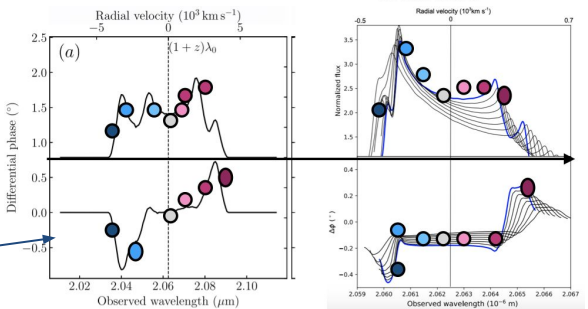 Radial velocity (10³ km s⁻¹)
−5 0 5
(a)
(1 + z)λ₀
2.5
2.0
1.5
1.0
0.5
0.0
−0.5
Differential phase (°)
2.02 2.04 2.06 2.08 2.10
Observed wavelength (μm)
Radial velocity (10³km s⁻¹)
-0.5 0 0.7
Normalized flux
3.5
3.0
2.5
2.0
1.5
Δφ (°)
0.4
0.2
0.0
−0.2
−0.4
2.059 2.060 2.061 2.062 2.063 2.064 2.065 2.066 2.067
Observed wavelength (10⁻⁶ m)